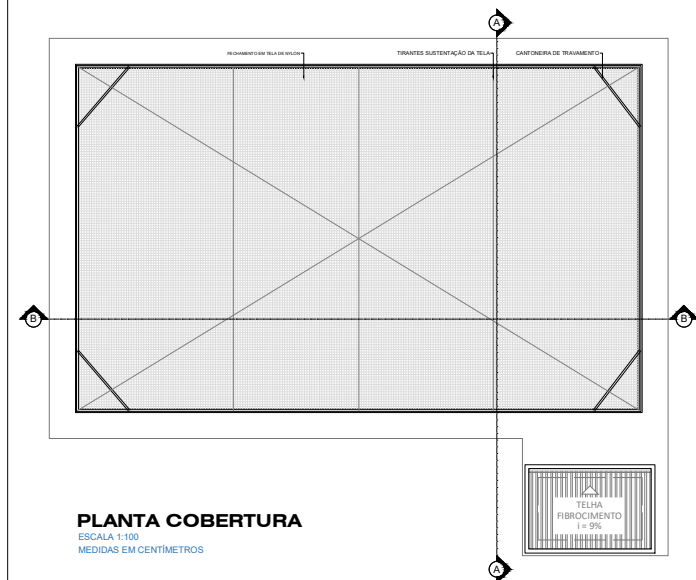 A
FECHAMENTO EM TELA DE NYLON
TIRANTES SUSTENTAÇÃO DA TELA
CANTONEIRA DE TRAVAMENTO
B
B
TELHA
FIBROCIMENTO
i = 9%
PLANTA COBERTURA
ESCALA 1:100
MEDIDAS EM CENTÍMETROS
A